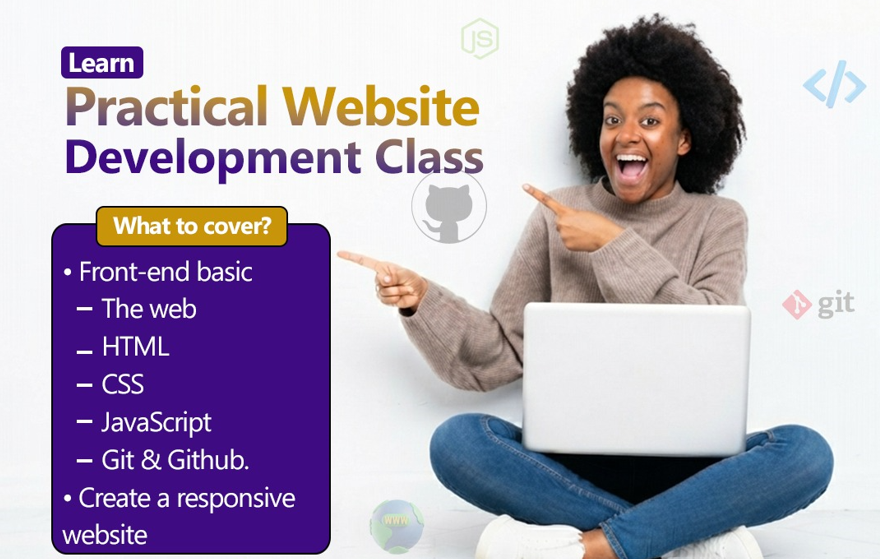 Learn
Practical Website
Development Class
What to cover?
• Front-end basic
– The web
– HTML
– CSS
– JavaScript
– Git & Github.
• Create a responsive
website
JS
</>
git
www